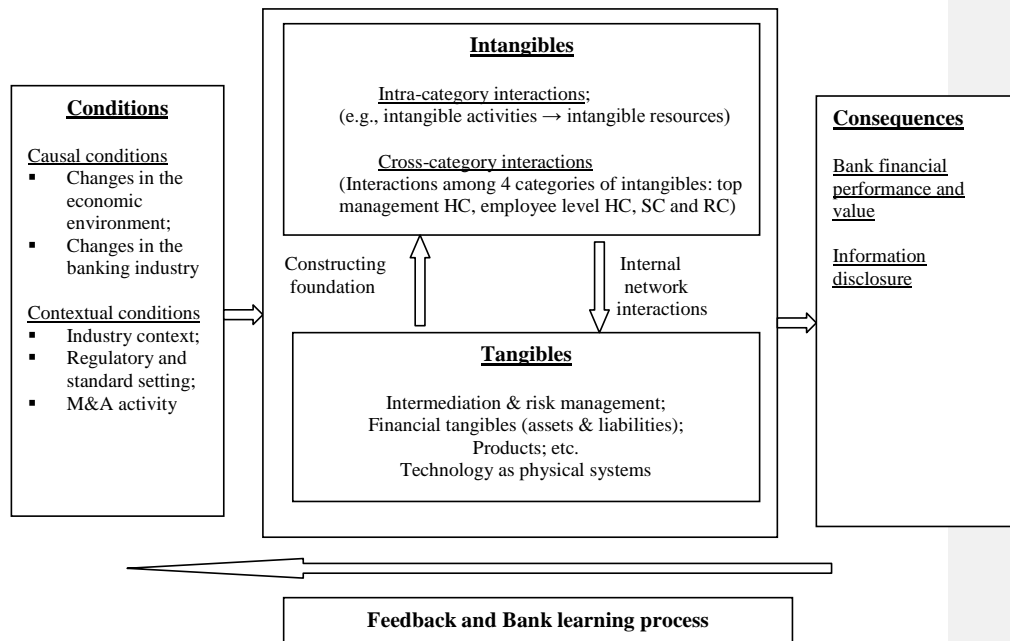 Conditions
Causal conditions
▪ Changes in the
economic
environment;
▪ Changes in the
banking industry
Contextual conditions
▪ Industry context;
▪ Regulatory and
standard setting;
▪ M&A activity
Intangibles
Intra-category interactions;
(e.g., intangible activities → intangible resources)
Cross-category interactions
(Interactions among 4 categories of intangibles: top
management HC, employee level HC, SC and RC)
Constructing
foundation
Internal
network
interactions
Tangibles
Intermediation & risk management;
Financial tangibles (assets & liabilities);
Products; etc.
Technology as physical systems
Consequences
Bank financial
performance and
value
Information
disclosure
Feedback and Bank learning process